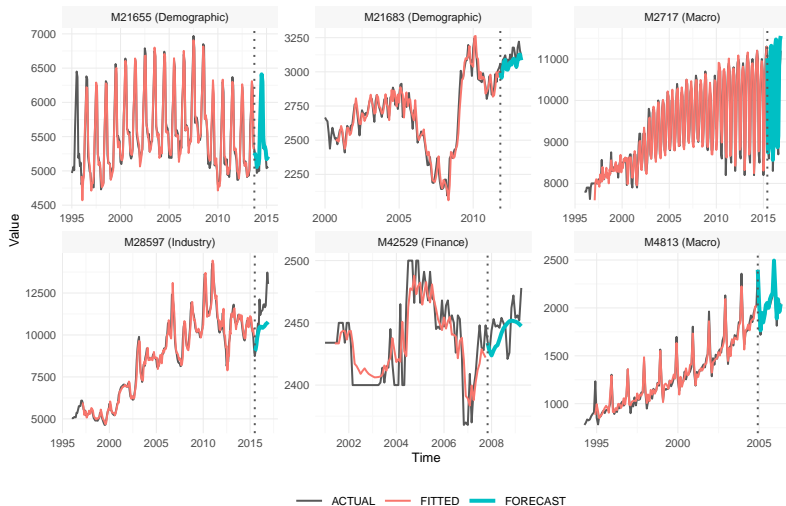 M21655 (Demographic) M21683 (Demographic) M2717 (Macro)
7000
6500
6000
5500
5000
4500
1995 2000 2005 2010 2015
3250
3000
2750
2500
2250
2000 2005 2010
11000
10000
9000
8000
1995 2000 2005 2010 2015
Value
M28597 (Industry) M42529 (Finance) M4813 (Macro)
12500
10000
7500
5000
1995 2000 2005 2010 2015
2500
2450
2400
2002 2004 2006 2008
2500
2000
1500
1000
1995 2000 2005
Time
ACTUAL FITTED FORECAST